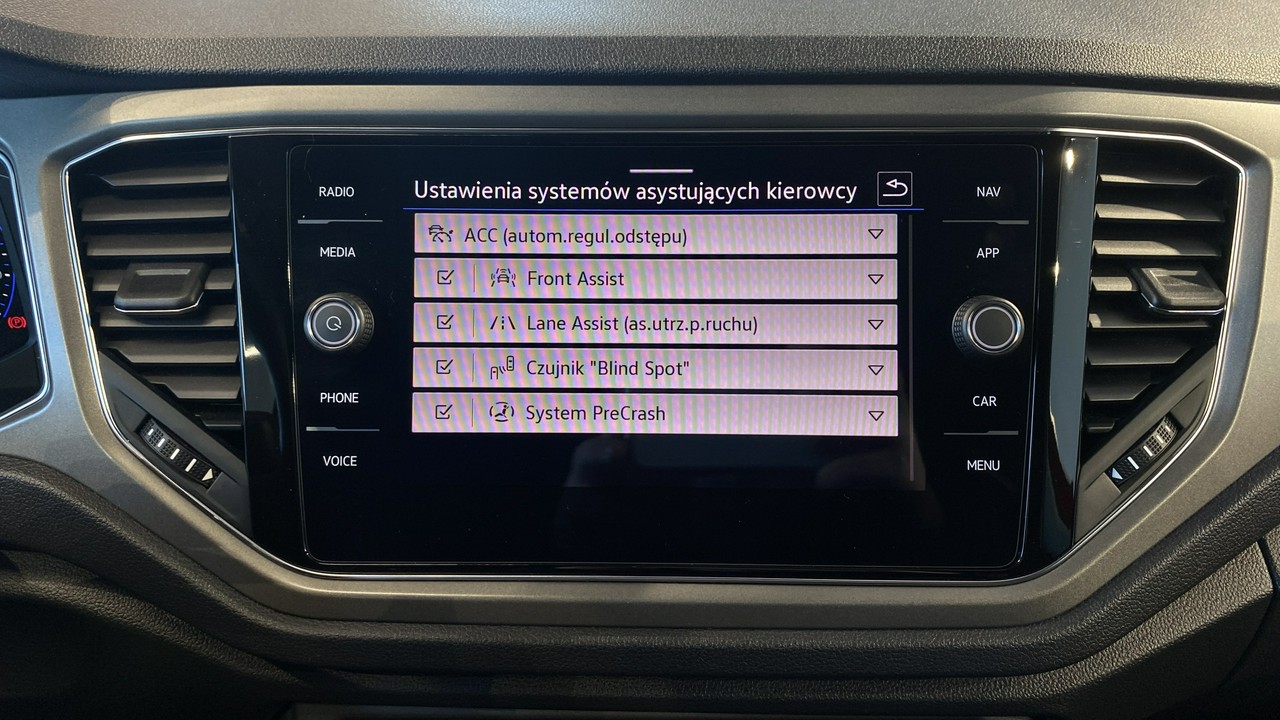 RADIO
MEDIA
PHONE
VOICE
Ustawienia systemów asystujących kierowcy
ACC (autom.regul.odstępu)
Front Assist
Lane Assist (as.utrz.p.ruchu)
Czujnik "Blind Spot"
System PreCrash
NAV
APP
CAR
MENU
(P)